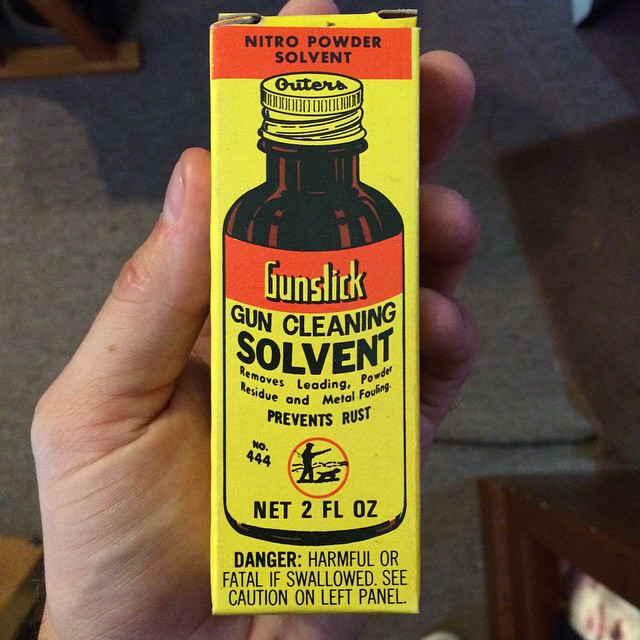 NITRO POWDER
SOLVENT
Outers
Gunslick
GUN CLEANING
SOLVENT
Removes Leading, Powder
Residue and Metal Fouling.
PREVENTS RUST
NO.
444
NET 2 FL OZ
DANGER: HARMFUL OR
FATAL IF SWALLOWED. SEE
CAUTION ON LEFT PANEL.